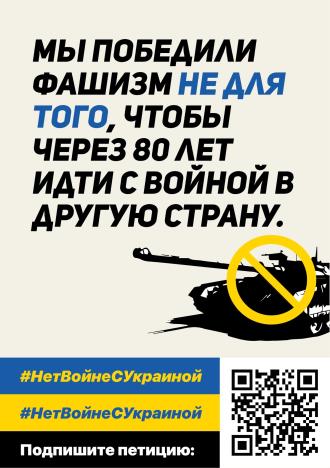 МЫ ПОБЕДИЛИ
ФАШИЗМ НЕ ДЛЯ
ТОГО, ЧТОБЫ
ЧЕРЕЗ 80 ЛЕТ
ИДТИ С ВОЙНОЙ В
ДРУГУЮ СТРАНУ.
#НетВойнеСУкраиной
#НетВойнеСУкраиной
Подпишите петицию: